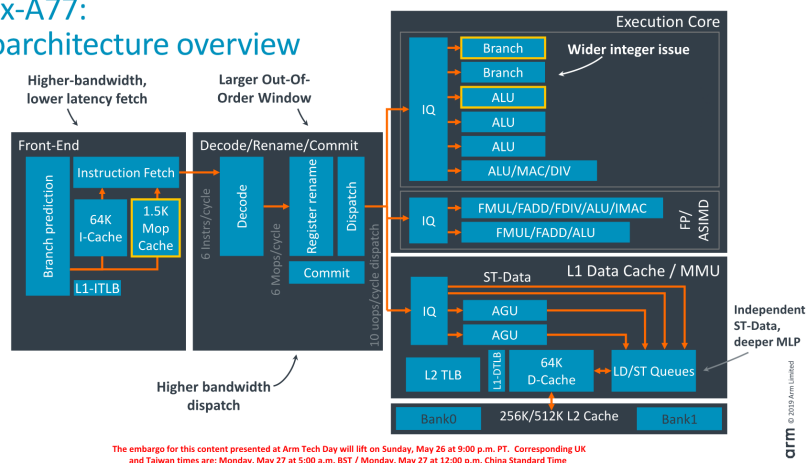 x-A77:
oarchitecture overview
Higher-bandwidth,
lower latency fetch
Larger Out-Of-
Order Window
Front-End
Branch prediction
Instruction Fetch
64K
I-Cache
1.5K
Mop
Cache
L1-ITLB
Decode/Rename/Commit
6 Instrs/cycle
Decode
6 Mops/cycle
Register rename
Dispatch
Commit
10 uops/cycle dispatch
Higher bandwidth
dispatch
Execution Core
IQ
Branch
Branch
ALU
ALU
ALU
ALU/MAC/DIV
Wider integer issue
IQ
FMUL/FADD/FDIV/ALU/IMAC
FMUL/FADD/ALU
FP/
ASIMD
L1 Data Cache / MMU
ST-Data
IQ
AGU
AGU
L2 TLB
L1-DTLB
64K
D-Cache
LD/ST Queues
Independent
ST-Data,
deeper MLP
Bank0
256K/512K L2 Cache
Bank1
arm © 2019 Arm Limited
The embargo for this content presented at Arm Tech Day will lift on Sunday, May 26 at 9:00 p.m. PT. Corresponding UK
and Taiwan times are: Monday, May 27 at 5:00 a.m. BST / Monday, May 27 at 12:00 p.m. China Standard Time